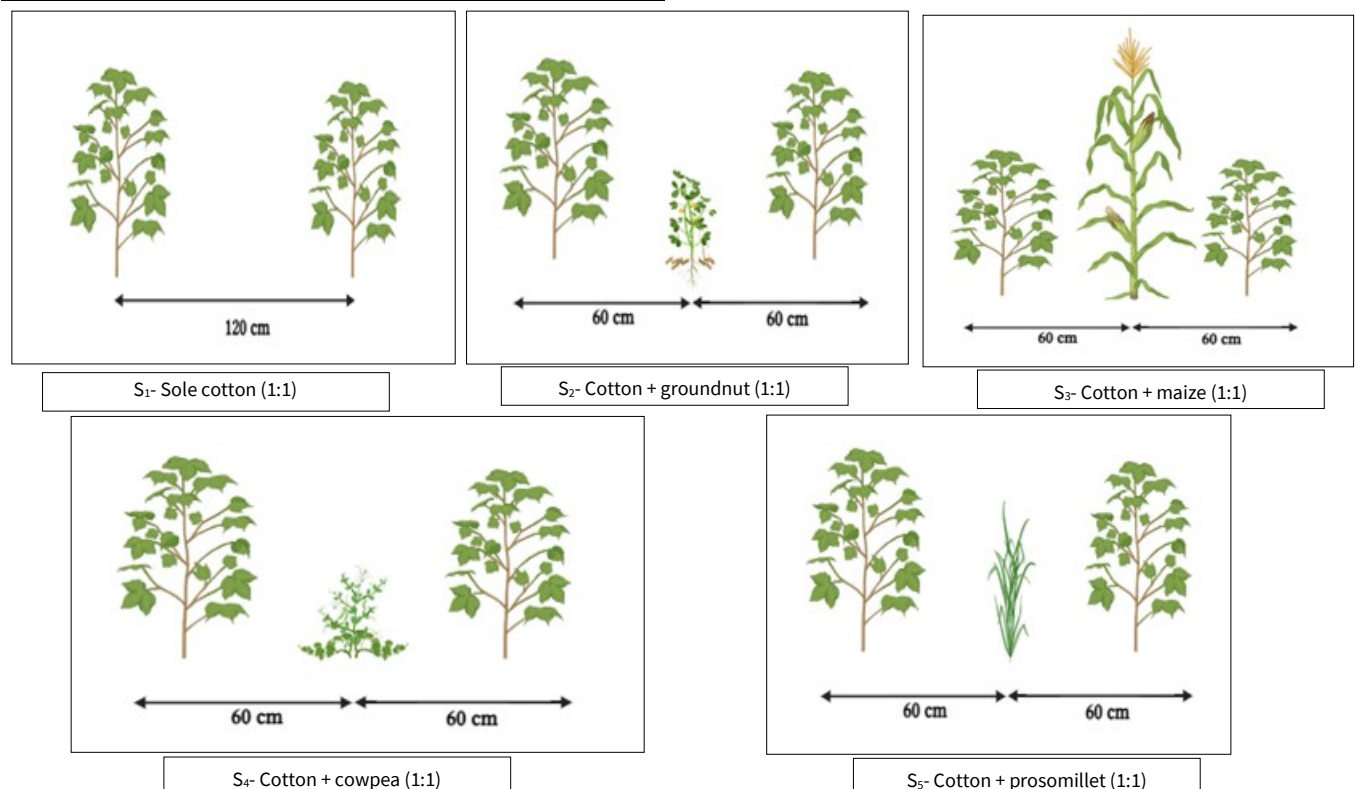 120 cm
60 cm 60 cm
60 cm 60 cm
S₁- Sole cotton (1:1)
S₂- Cotton + groundnut (1:1)
S₃- Cotton + maize (1:1)
60 cm 60 cm
60 cm 60 cm
S₄- Cotton + cowpea (1:1)
S₅- Cotton + prosomillet (1:1)